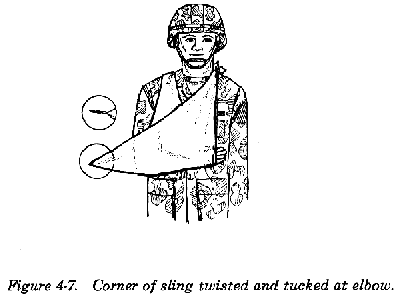 Figure 4-7. Corner of sling twisted and tucked at elbow.